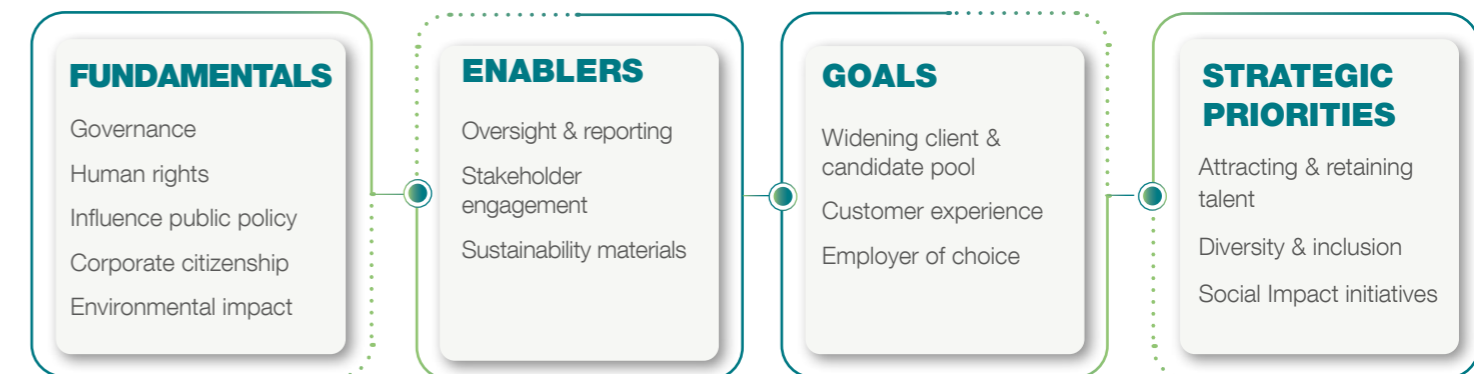 FUNDAMENTALS
Governance
Human rights
Influence public policy
Corporate citizenship
Environmental impact
ENABLERS
Oversight & reporting
Stakeholder
engagement
Sustainability materials
GOALS
Widening client &
candidate pool
Customer experience
Employer of choice
STRATEGIC
PRIORITIES
Attracting & retaining
talent
Diversity & inclusion
Social Impact initiatives